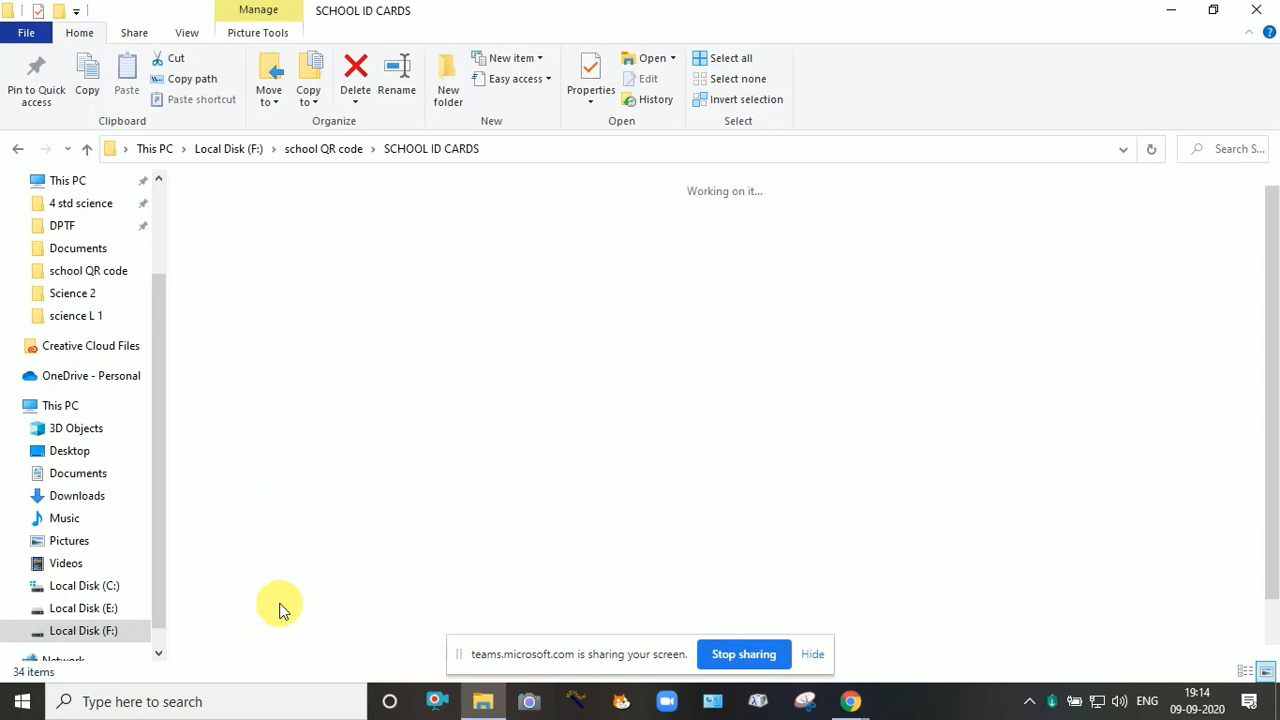 Manage
SCHOOL ID CARDS
File
Home
Share
View
Picture Tools
Pin to Quick access
Copy
Paste
Cut
Copy path
Paste shortcut
Clipboard
Move to
Copy to
Delete
Rename
Organize
New folder
New item
Easy access
New
Properties
Open
Edit
History
Open
Select all
Select none
Invert selection
Select
This PC
Local Disk (F:)
school QR code
SCHOOL ID CARDS
Search S...
Working on it...
This PC
4 std science
DPTF
Documents
school QR code
Science 2
science L 1
Creative Cloud Files
OneDrive - Personal
This PC
3D Objects
Desktop
Documents
Downloads
Music
Pictures
Videos
Local Disk (C:)
Local Disk (E:)
Local Disk (F:)
Network
34 items
teams.microsoft.com is sharing your screen.
Stop sharing
Hide
Type here to search
ENG
19:14
09-09-2020